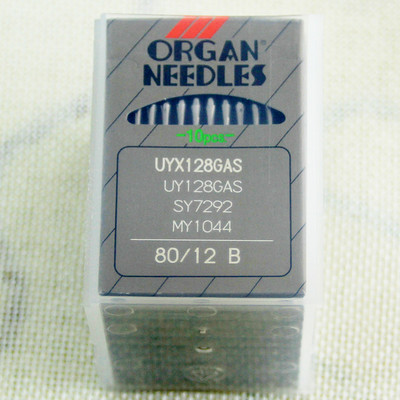 ORGAN
NEEDLES
10pcs
UYX128GAS
UY128GAS
SY7292
MY1044
80/12 B